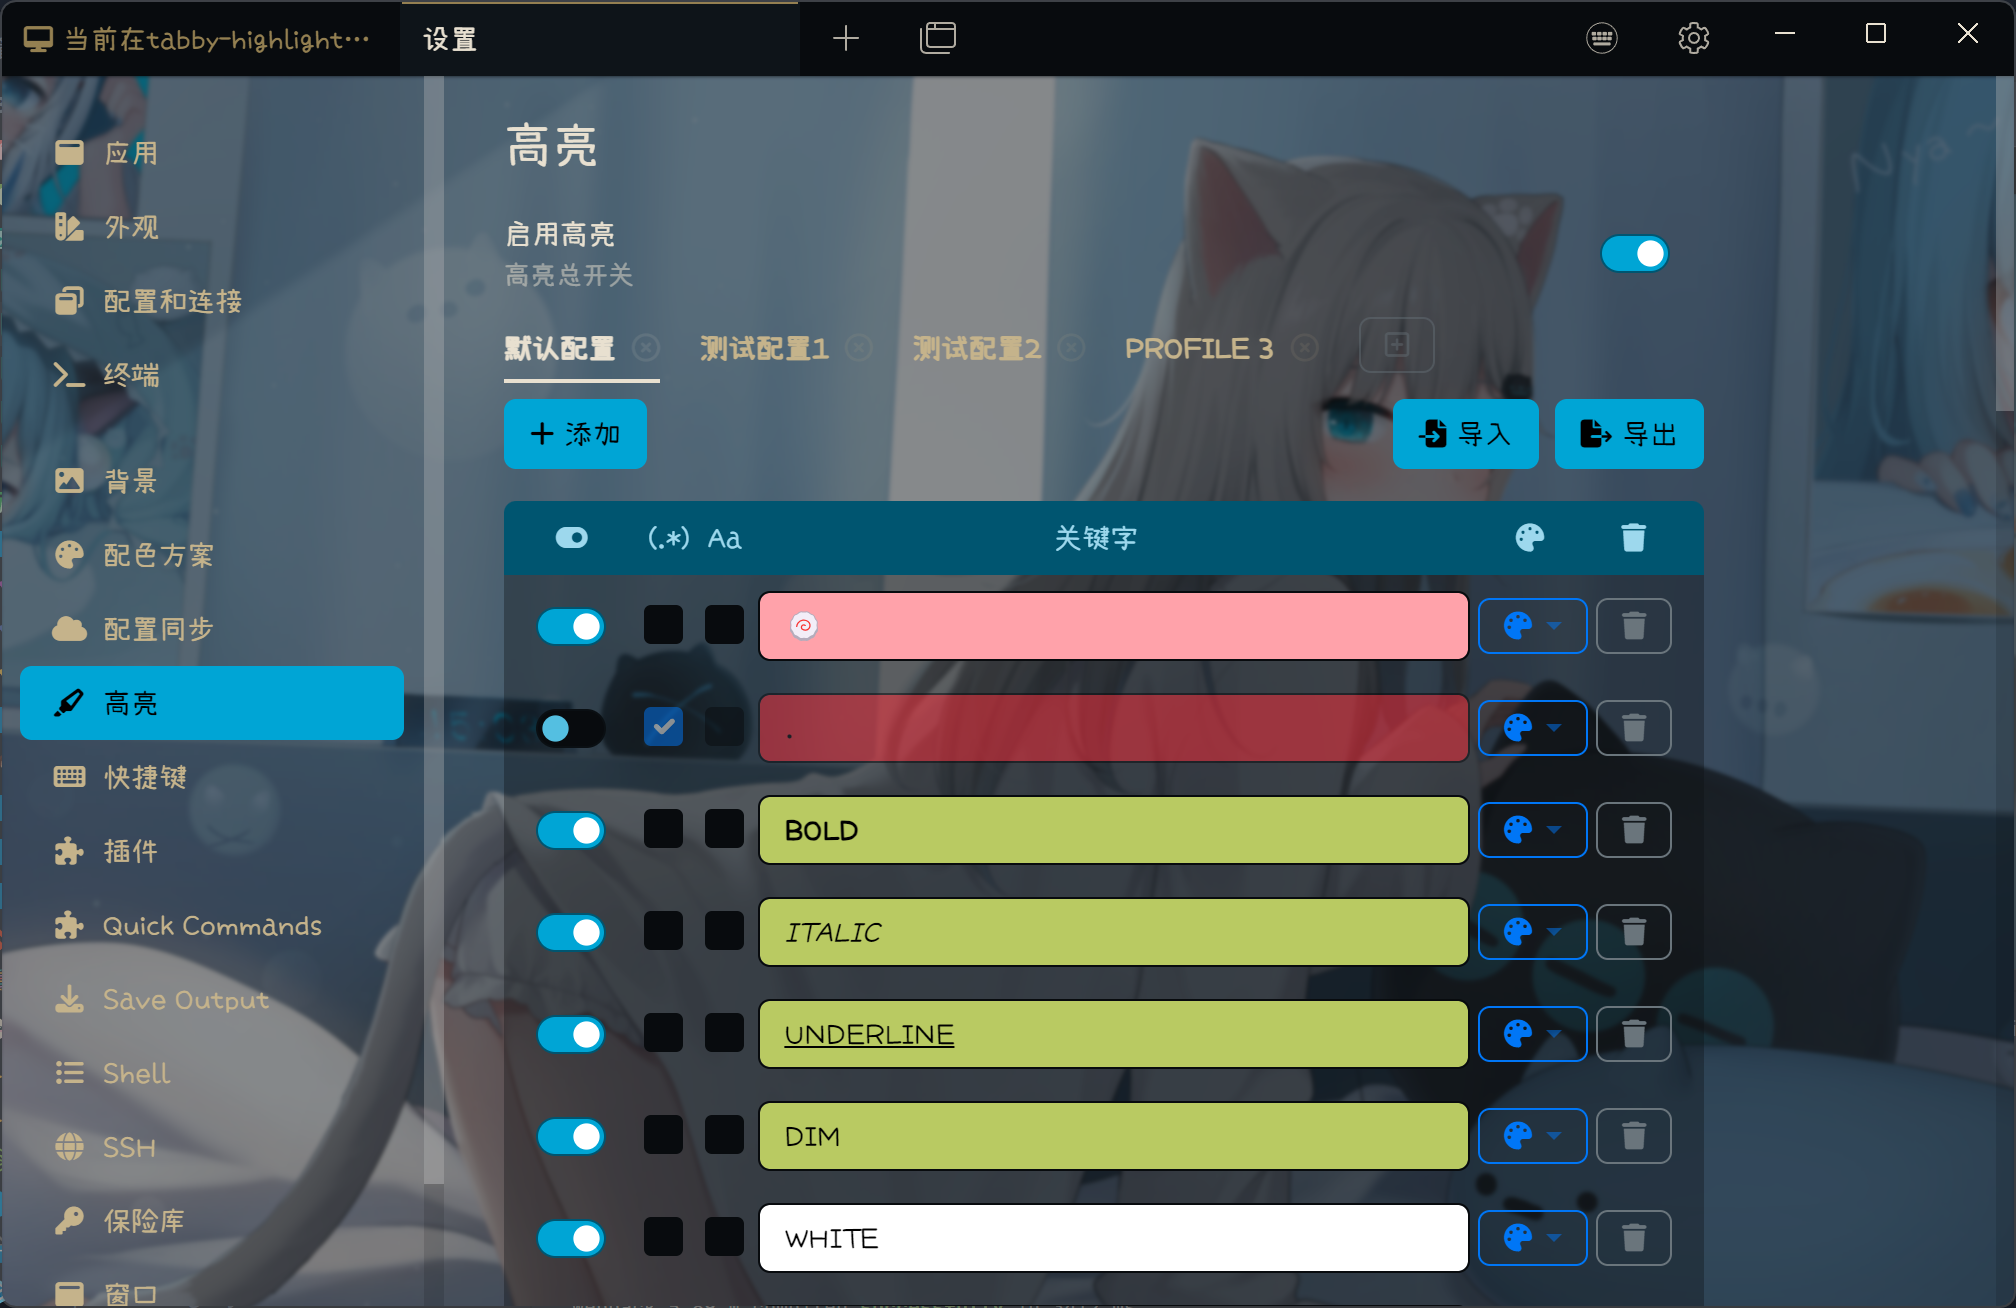 当前在tabby-highlight…
设置
应用
外观
配置和连接
终端
背景
配色方案
配置同步
高亮
快捷键
插件
Quick Commands
Save Output
Shell
SSH
保险库
窗口
高亮
启用高亮
高亮总开关
默认配置 测试配置1 测试配置2 PROFILE 3
添加 导入 导出
(.*) Aa 关键字
🍥
.
BOLD
ITALIC
UNDERLINE
DIM
WHITE
Nya ~